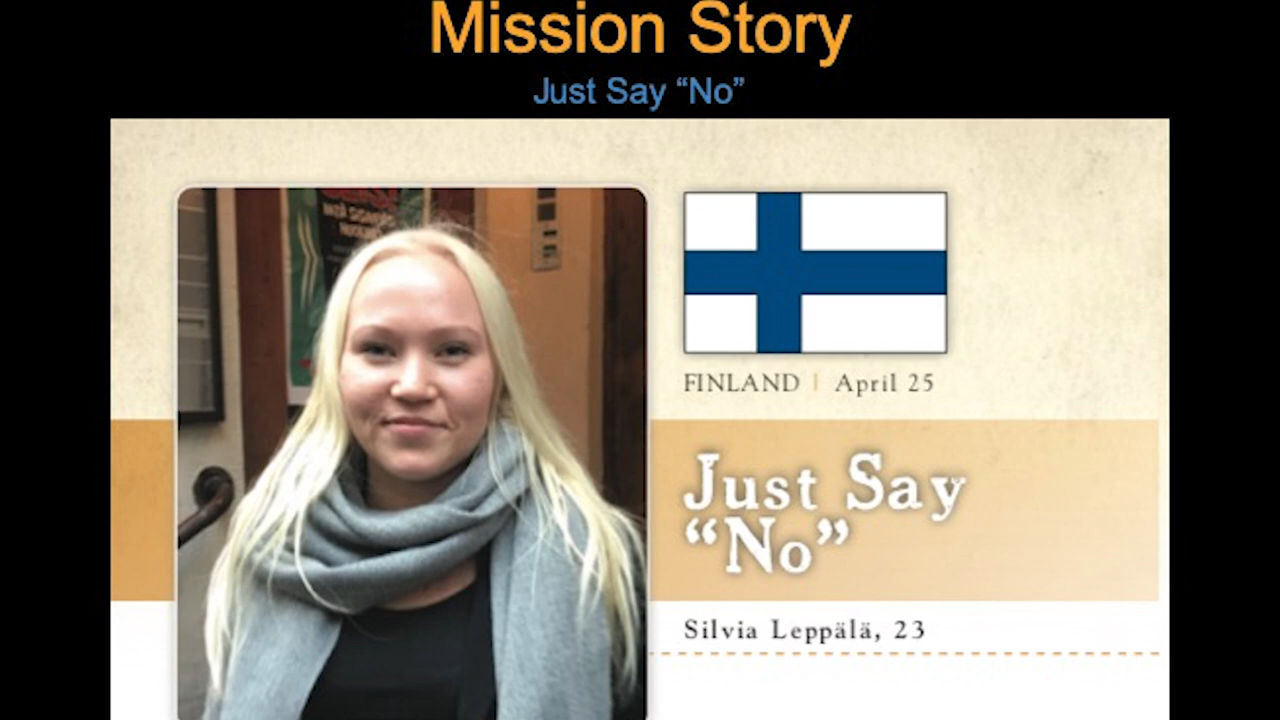 Mission Story
Just Say “No”
FINLAND | April 25
Just Say
“No”
Silvia Leppälä, 23